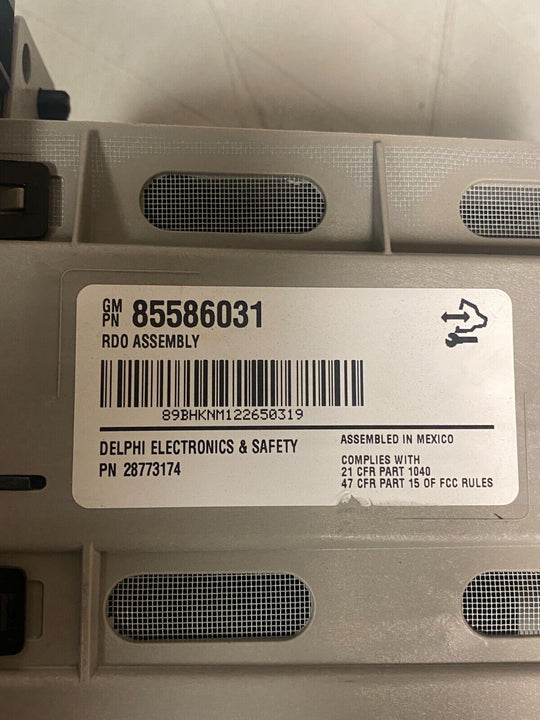 GM PN 85586031
RDO ASSEMBLY
89BHKNM122650319
DELPHI ELECTRONICS & SAFETY
PN 28773174
ASSEMBLED IN MEXICO
COMPLIES WITH
21 CFR PART 1040
47 CFR PART 15 OF FCC RULES